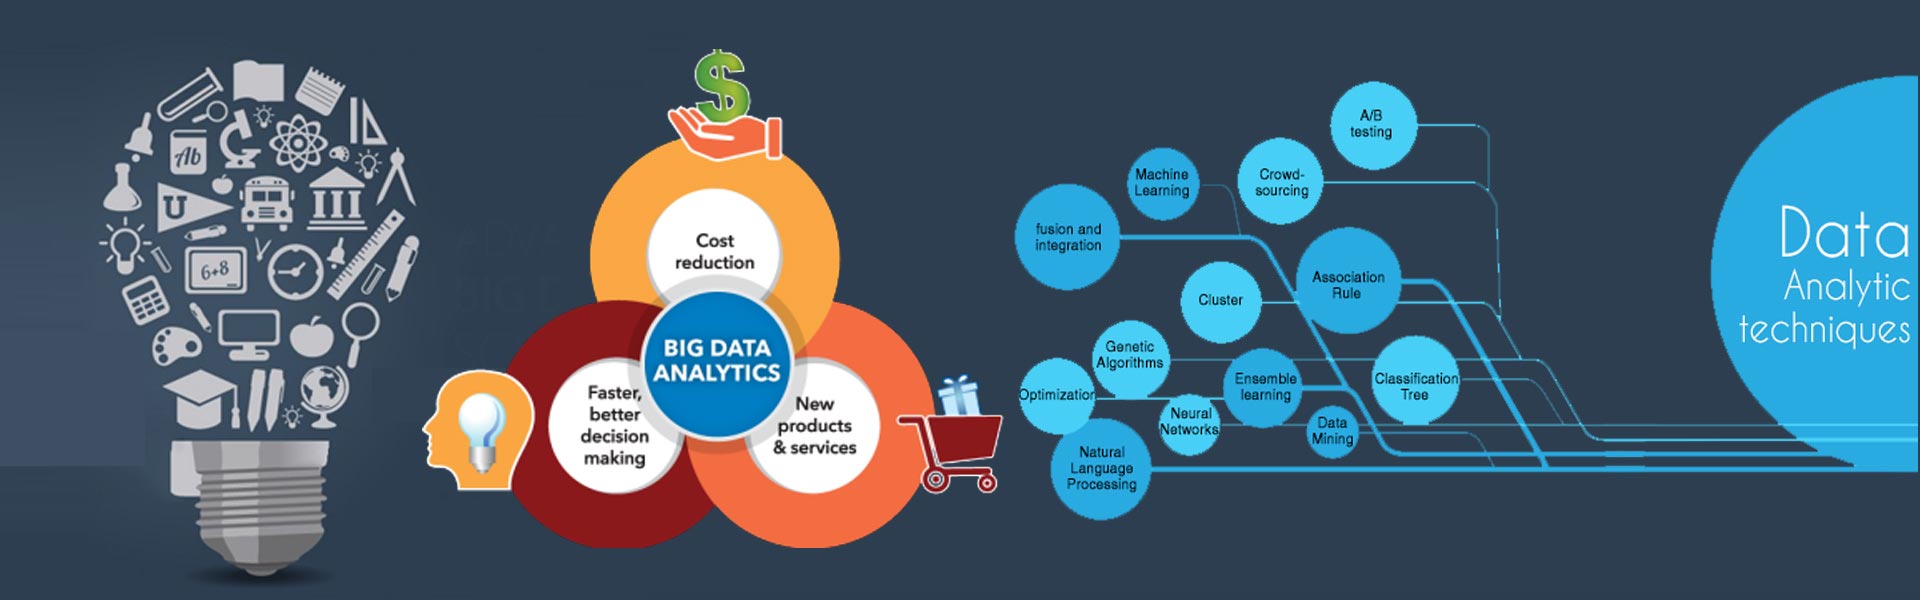 Ab
U
6+8
Cost
reduction
BIG DATA
ANALYTICS
Faster,
better
decision
making
New
products
& services
A/B
testing
Machine
Learning
Crowd-
sourcing
fusion and
integration
Association
Rule
Cluster
Genetic
Algorithms
Optimization
Ensemble
learning
Classification
Tree
Neural
Networks
Data
Mining
Natural
Language
Processing
Data
Analytic
techniques